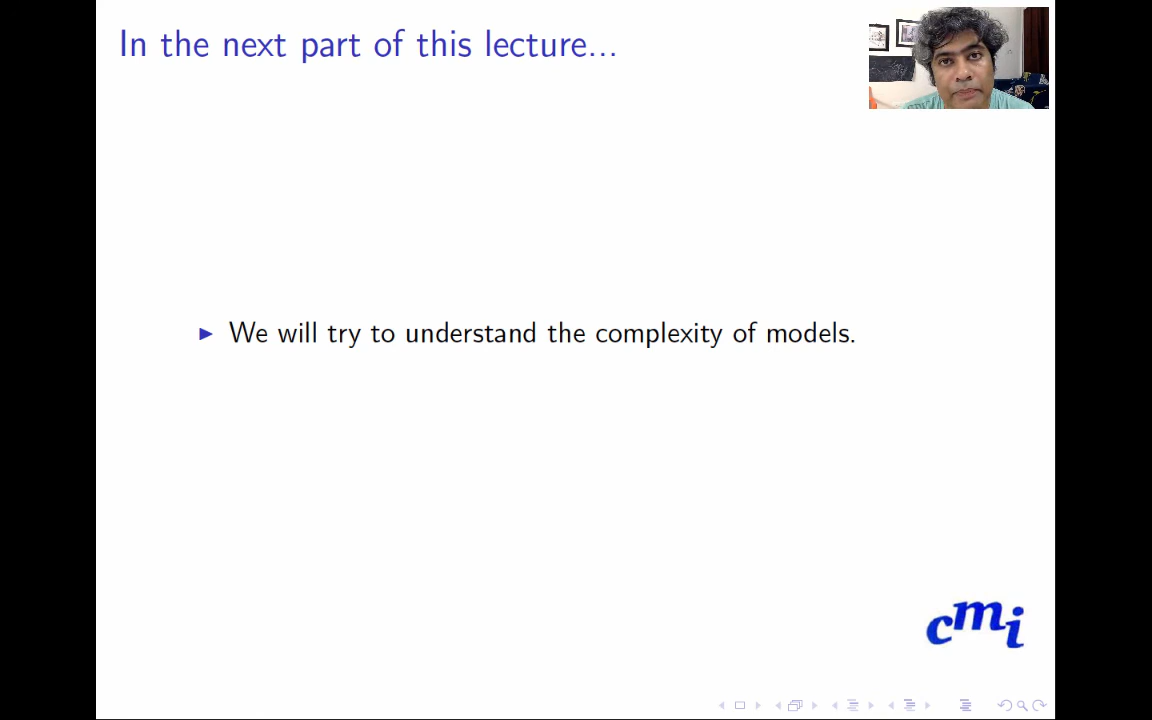 In the next part of this lecture...
We will try to understand the complexity of models.
cmi